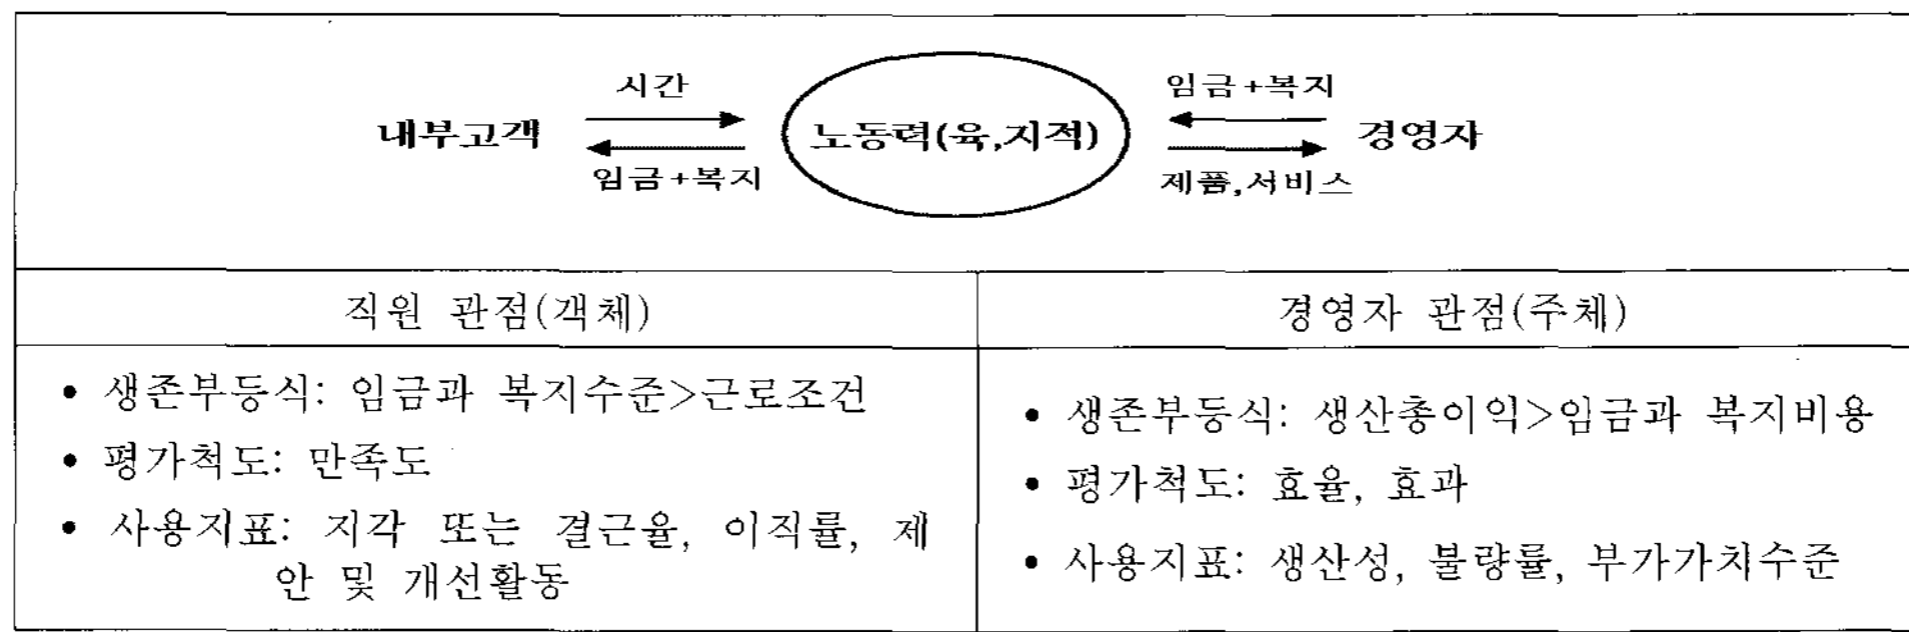 시간
임금+복지
내부고객
노동력(육,지적)
경영자
임금+복지
제품,서비스
직원 관점(객체)
경영자 관점(주체)
• 생존부등식: 임금과 복지수준>근로조건
• 평가척도: 만족도
• 사용지표: 지각 또는 결근율, 이직률, 제
안 및 개선활동
• 생존부등식: 생산총이익>임금과 복지비용
• 평가척도: 효율, 효과
• 사용지표: 생산성, 불량률, 부가가치수준